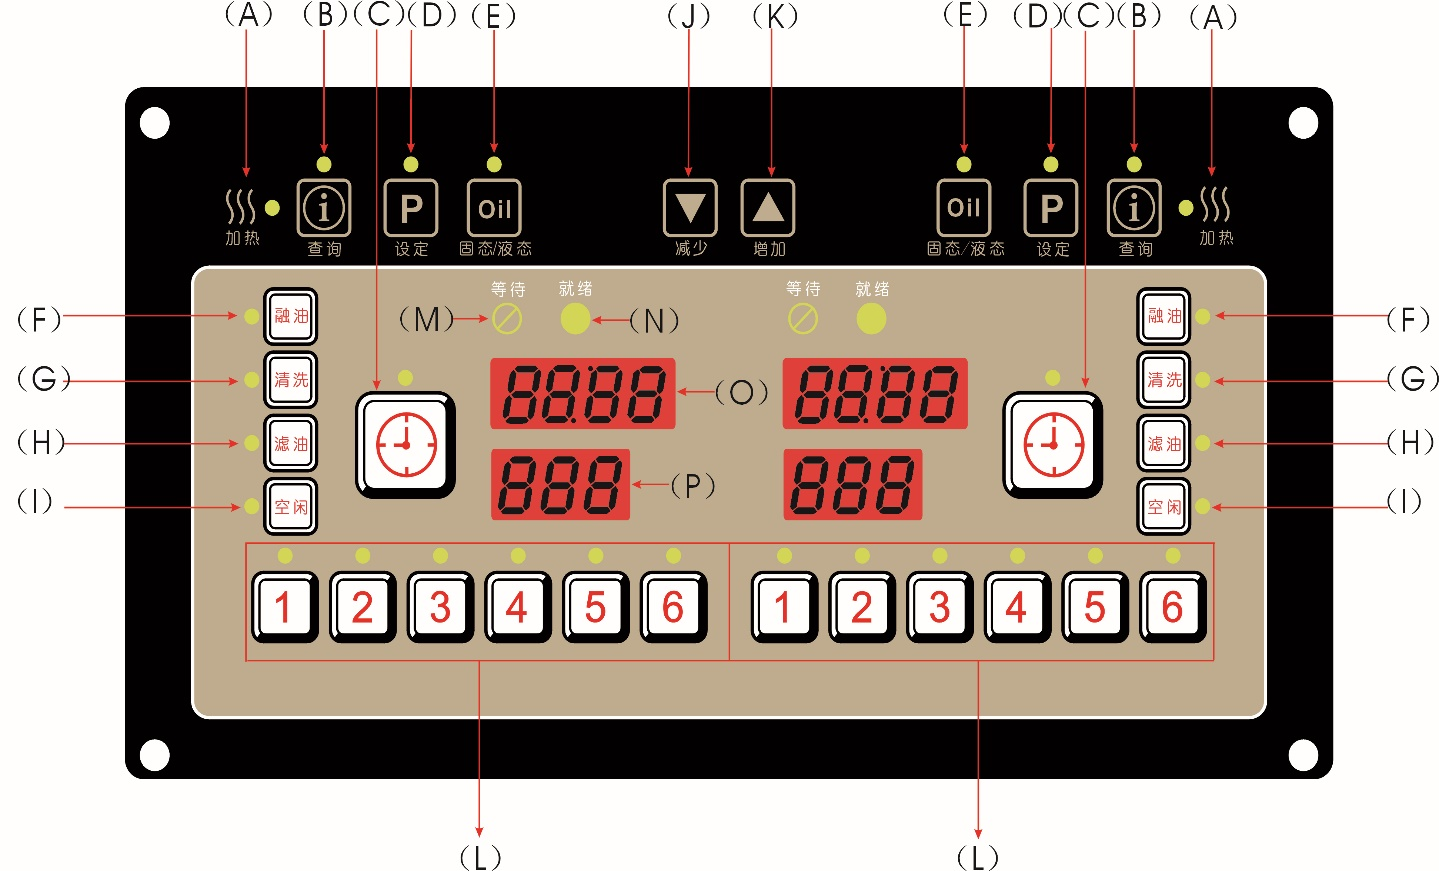 (A) (B) (C) (D) (E) (J) (K) (E) (D) (C) (B) (A)
i P Oil Oil P i
加热 查询 设定 固态/液态 减少 增加 固态/液态 设定 查询 加热
等待 就绪 等待 就绪
(F) 融油 (M) (N) 融油 (F)
(G) 清洗 88.88 (O) 88.88 清洗 (G)
(H) 滤油 滤油 (H)
(I) 空闲 888 (P) 888 空闲 (I)
1 2 3 4 5 6 1 2 3 4 5 6
(L) (L)